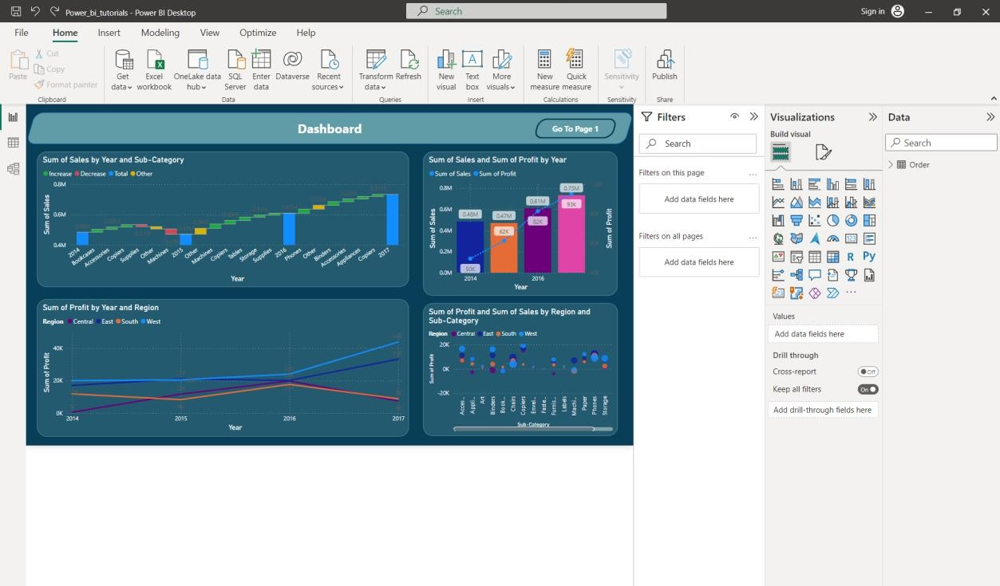 Power_bi_tutorials - Power BI Desktop
Search
Sign in
File Home Insert Modeling View Optimize Help
Paste
Cut
Copy
Format painter
Clipboard
Get data
Excel workbook
OneLake data hub
SQL Server
Enter data
Dataverse
Recent sources
Data
Transform data
Refresh
Queries
New visual
Text box
More visuals
Insert
New measure
Quick measure
Calculations
Sensitivity
Sensitivity
Publish
Share
Dashboard
Go To Page 1
Sum of Sales by Year and Sub-Category
Increase Decrease Total Other
0.8M
0.6M
0.4M
Sum of Sales
2014 Bookcases Accessories Copiers Supplies Other Machines 2015 Other Machines Copiers Tables Storage Supplies 2016 Phones Other Binders Accessories Appliances Copiers 2017
Year
Sum of Sales and Sum of Profit by Year
Sum of Sales Sum of Profit
0.8M
0.6M
0.4M
0.2M
0.0M
Sum of Sales
0.48M
0.47M
0.61M
0.73M
50K
62K
82K
93K
Sum of Profit
2014 2016
Year
Sum of Profit by Year and Region
Region Central East South West
40K
20K
0K
Sum of Profit
2014 2015 2016 2017
Year
Sum of Profit and Sum of Sales by Region and
Sub-Category
Region Central East South West
20K
0K
-20K
Sum of Profit
Acces... Appli... Art Binders Book... Chairs Copiers Envel... Faste... Furnis... Labels Machi... Paper Phones Storage
Sub-Category
Filters
Search
Filters on this page
Add data fields here
Filters on all pages
Add data fields here
Visualizations
Build visual
R Py
Values
Add data fields here
Drill through
Cross-report
Off
Keep all filters
On
Add drill-through fields here
Data
Search
Order